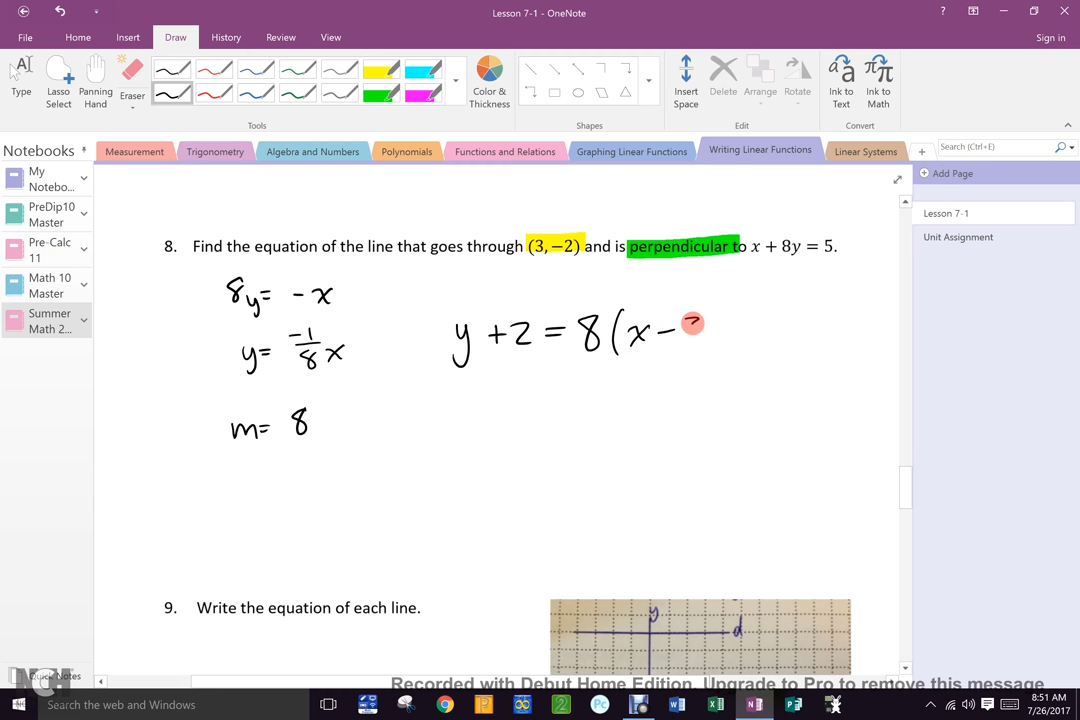 Lesson 7-1 - OneNote
?
Sign in
File Home Insert Draw History Review View
Type
Lasso Select
Panning Hand
Eraser
Color & Thickness
Insert Space
Delete
Arrange
Rotate
Ink to Text
Ink to Math
Tools
Shapes
Edit
Convert
Notebooks
Measurement Trigonometry Algebra and Numbers Polynomials Functions and Relations Graphing Linear Functions Writing Linear Functions Linear Systems +
Search (Ctrl+E)
My Notebo...
PreDip10 Master
Pre-Calc 11
Math 10 Master
Summer Math 2...
Add Page
Lesson 7-1
Unit Assignment
8. Find the equation of the line that goes through (3, −2) and is perpendicular to x + 8y = 5.
8y = - x
y = -1/8 x
m = 8
y + 2 = 8(x -
9. Write the equation of each line.
y
d
Quick Notes
NCH
Recorded with Debut Home Edition. Upgrade to Pro to remove this message
Search the web and Windows
8:51 AM
7/26/2017